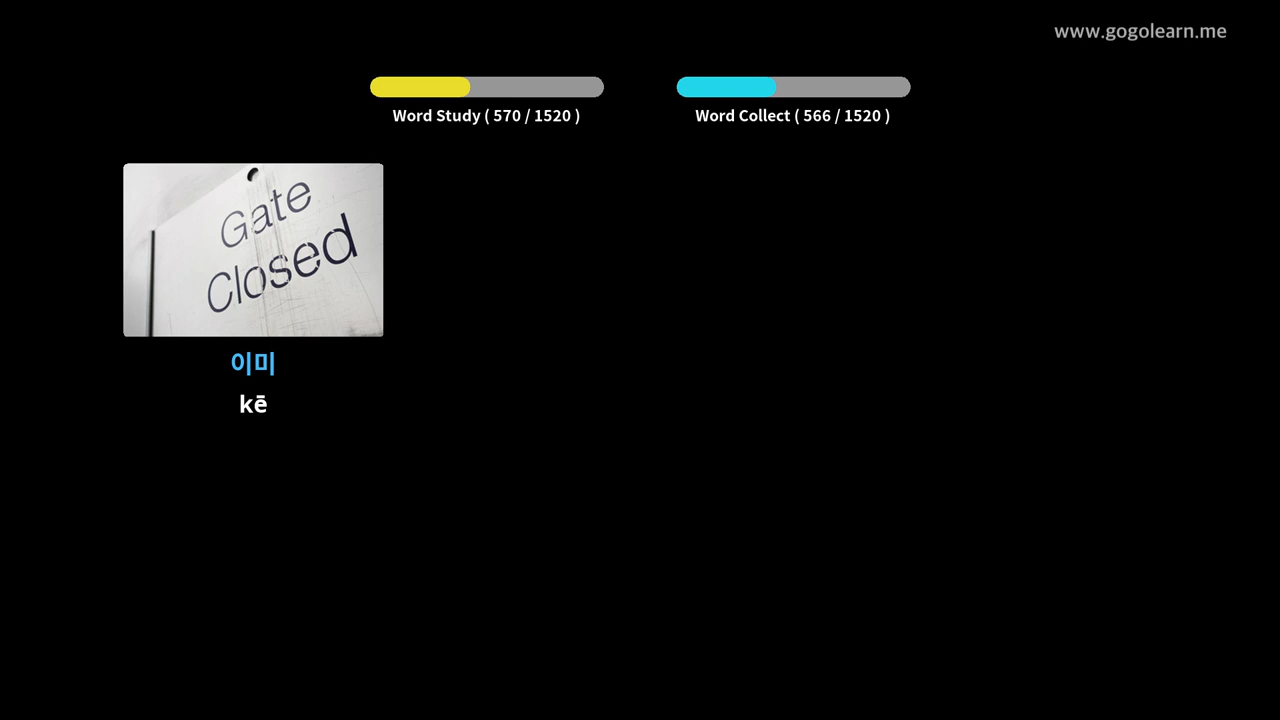 www.gogolearn.me
Word Study ( 570 / 1520 )
Word Collect ( 566 / 1520 )
Gate
Closed
이미
kē